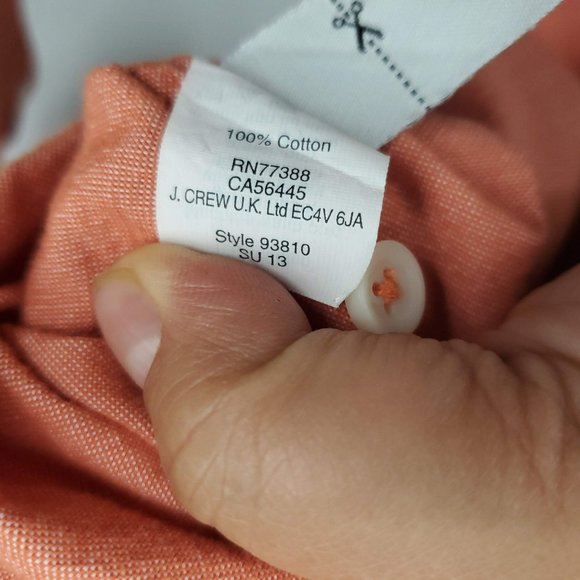 100% Cotton
RN77388
CA56445
J. CREW U.K. Ltd EC4V 6JA
Style 93810
SU 13